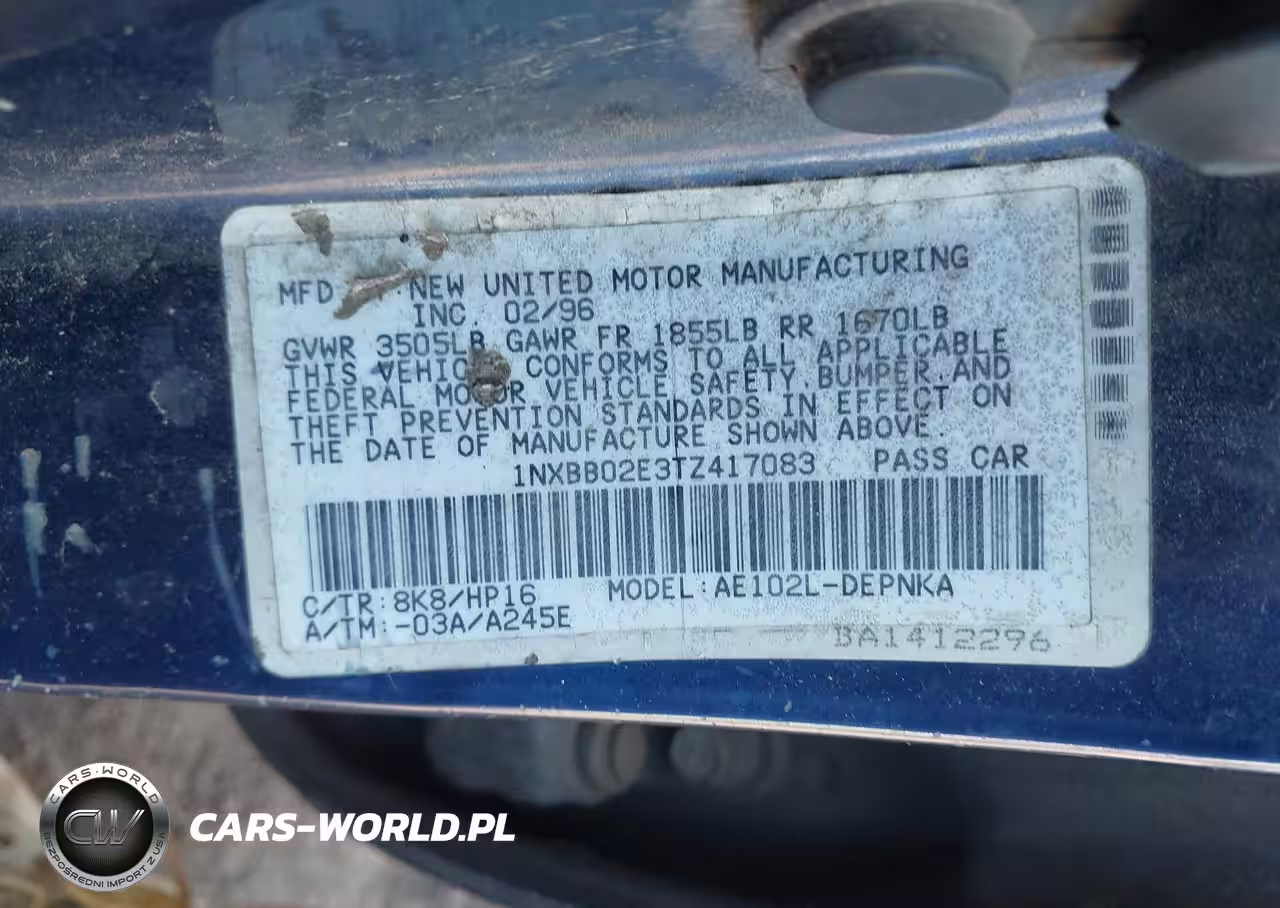 MFD BY: NEW UNITED MOTOR MANUFACTURING
INC. 02/96
GVWR 3505LB GAWR FR 1855LB RR 1670LB
THIS VEHICLE CONFORMS TO ALL APPLICABLE
FEDERAL MOTOR VEHICLE SAFETY, BUMPER, AND
THEFT PREVENTION STANDARDS IN EFFECT ON
THE DATE OF MANUFACTURE SHOWN ABOVE.
1NXBB02E3TZ417083 PASS CAR
C/TR:8K8/HP16 MODEL:AE102L-DEPNKA
A/TM:-03A/A245E
BA1412296
CARS-WORLD
CW
BEZPOŚREDNI IMPORT Z USA
CARS-WORLD.PL